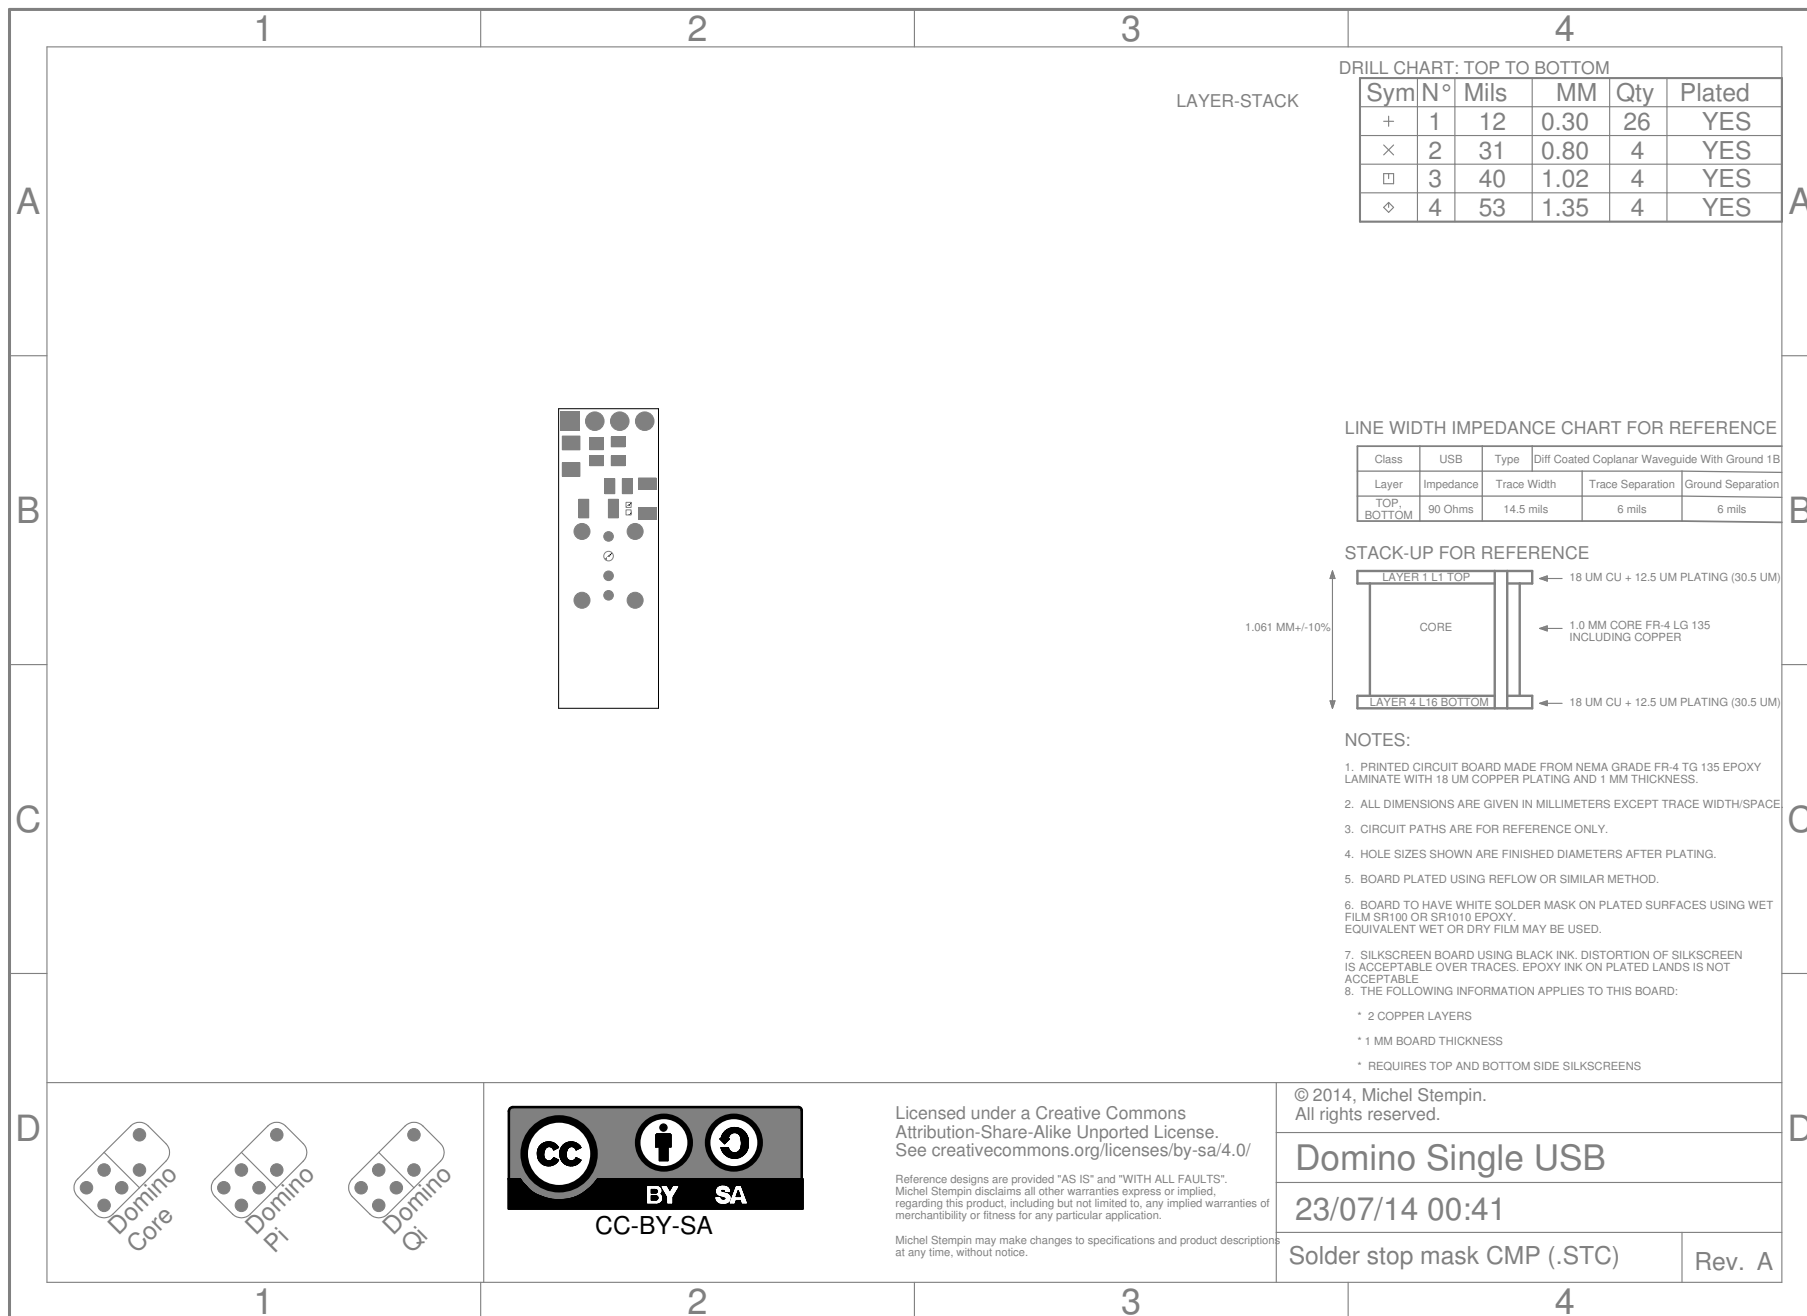 1 2 3 4
DRILL CHART: TOP TO BOTTOM
LAYER-STACK
Sym N° Mils MM Qty Plated
+ 1 12 0.30 26 YES
× 2 31 0.80 4 YES
3 40 1.02 4 YES
4 53 1.35 4 YES
A A
LINE WIDTH IMPEDANCE CHART FOR REFERENCE
Class USB Type Diff Coated Coplanar Waveguide With Ground 1B
Layer Impedance Trace Width Trace Separation Ground Separation
TOP, BOTTOM 90 Ohms 14.5 mils 6 mils 6 mils
B B
STACK-UP FOR REFERENCE
LAYER 1 L1 TOP 18 UM CU + 12.5 UM PLATING (30.5 UM)
1.061 MM+/-10% CORE 1.0 MM CORE FR-4 LG 135
INCLUDING COPPER
LAYER 4 L16 BOTTOM 18 UM CU + 12.5 UM PLATING (30.5 UM)
NOTES:
1. PRINTED CIRCUIT BOARD MADE FROM NEMA GRADE FR-4 TG 135 EPOXY
LAMINATE WITH 18 UM COPPER PLATING AND 1 MM THICKNESS.
2. ALL DIMENSIONS ARE GIVEN IN MILLIMETERS EXCEPT TRACE WIDTH/SPACE
C C
3. CIRCUIT PATHS ARE FOR REFERENCE ONLY.
4. HOLE SIZES SHOWN ARE FINISHED DIAMETERS AFTER PLATING.
5. BOARD PLATED USING REFLOW OR SIMILAR METHOD.
6. BOARD TO HAVE WHITE SOLDER MASK ON PLATED SURFACES USING WET
FILM SR100 OR SR1010 EPOXY.
EQUIVALENT WET OR DRY FILM MAY BE USED.
7. SILKSCREEN BOARD USING BLACK INK. DISTORTION OF SILKSCREEN
IS ACCEPTABLE OVER TRACES. EPOXY INK ON PLATED LANDS IS NOT
ACCEPTABLE
8. THE FOLLOWING INFORMATION APPLIES TO THIS BOARD:
* 2 COPPER LAYERS
* 1 MM BOARD THICKNESS
* REQUIRES TOP AND BOTTOM SIDE SILKSCREENS
D D
Domino
Core
Domino
Pi
Domino
Qi
cc
BY SA
CC-BY-SA
Licensed under a Creative Commons
Attribution-Share-Alike Unported License.
See creativecommons.org/licenses/by-sa/4.0/
Reference designs are provided "AS IS" and "WITH ALL FAULTS".
Michel Stempin disclaims all other warranties express or implied,
regarding this product, including but not limited to, any implied warranties of
merchantibility or fitness for any particular application.
Michel Stempin may make changes to specifications and product descriptions
at any time, without notice.
© 2014, Michel Stempin.
All rights reserved.
Domino Single USB
23/07/14 00:41
Solder stop mask CMP (.STC) Rev. A
1 2 3 4